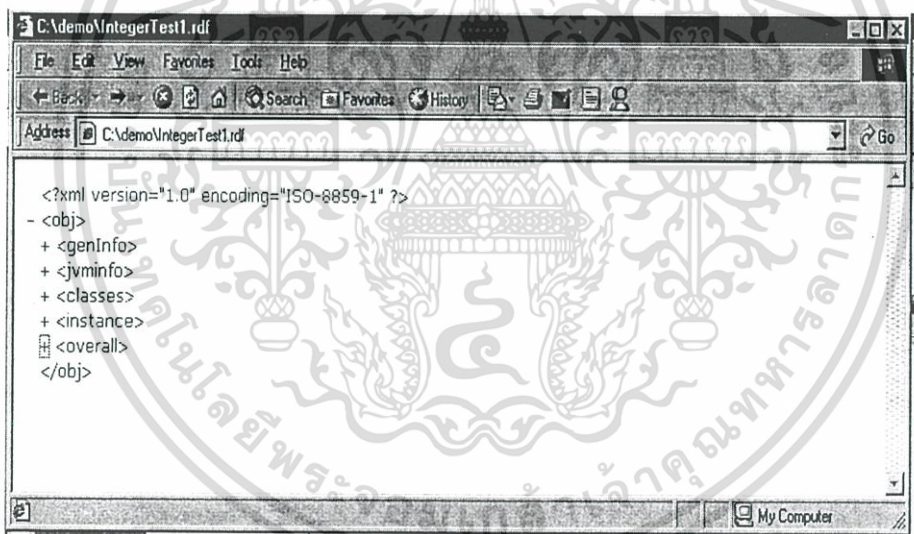 C:\demo\IntegerTest1.rdf
File Edit View Favorites Tools Help
Back Search Favorites History
Address C:\demo\IntegerTest1.rdf Go
<?xml version="1.0" encoding="ISO-8859-1" ?>
- <obj>
+ <genInfo>
+ <jvminfo>
+ <classes>
+ <instance>
+ <overall>
</obj>
My Computer